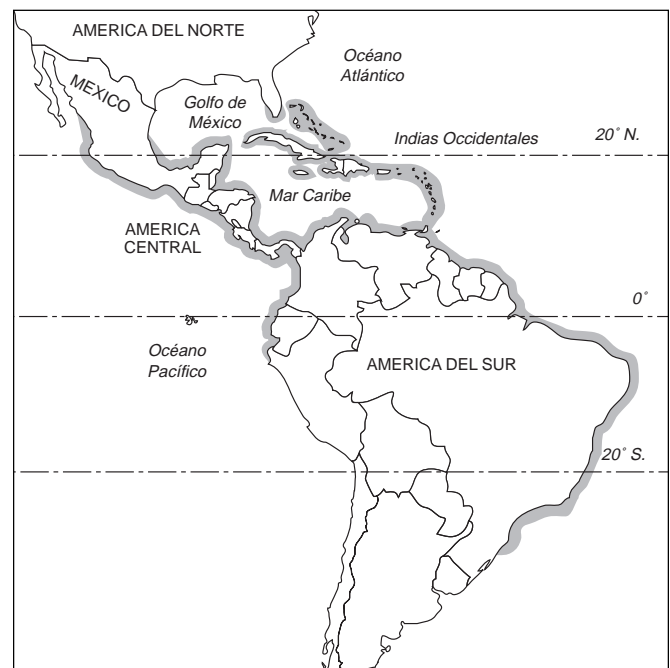 AMERICA DEL NORTE
Océano
Atlántico
MEXICO
Golfo de
México
Indias Occidentales
20° N.
Mar Caribe
AMERICA
CENTRAL
0°
Océano
Pacífico
AMERICA DEL SUR
20° S.